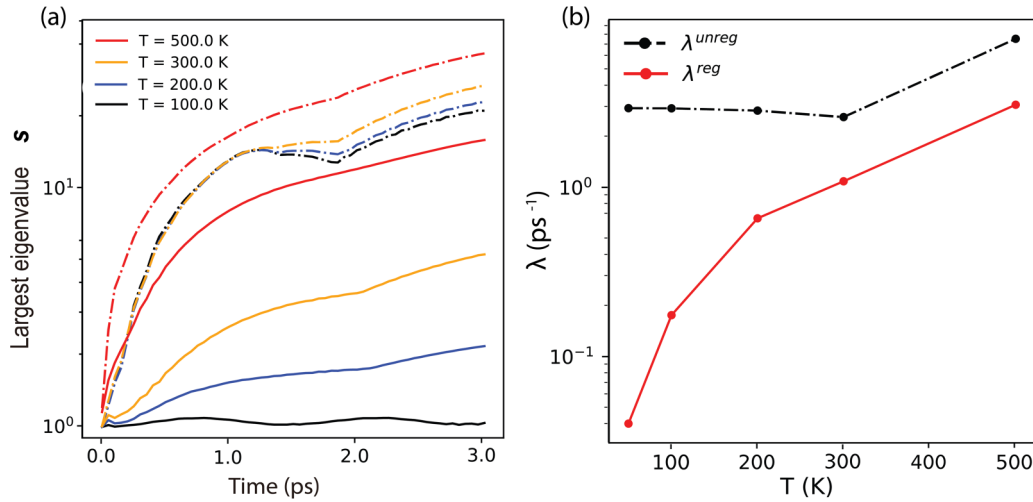 (a)
T = 500.0 K
T = 300.0 K
T = 200.0 K
T = 100.0 K
Largest eigenvalue s
10¹
10⁰
0.0 1.0 2.0 3.0
Time (ps)
(b)
λ^unreg
λ^reg
λ (ps⁻¹)
10⁰
10⁻¹
100 200 300 400 500
T (K)